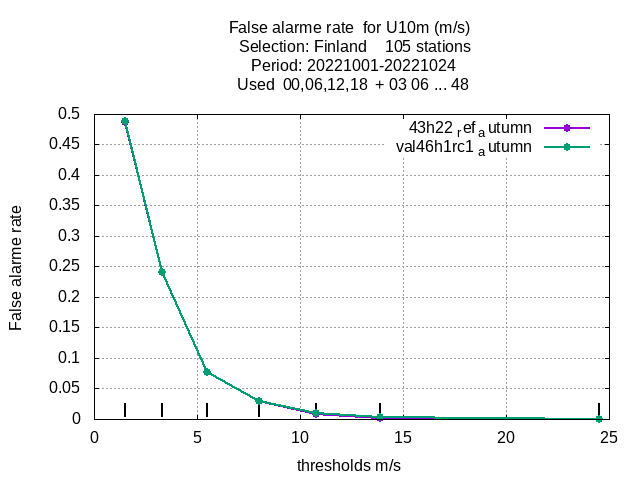 False alarme rate  for U10m (m/s)
Selection: Finland    105 stations
Period: 20221001-20221024
Used  00,06,12,18  + 03 06 ... 48
43h22 ref autumn
val46h1rc1 autumn
0.5
0.45
0.4
0.35
0.3
0.25
0.2
0.15
0.1
0.05
0
False alarme rate
0 5 10 15 20 25
thresholds m/s